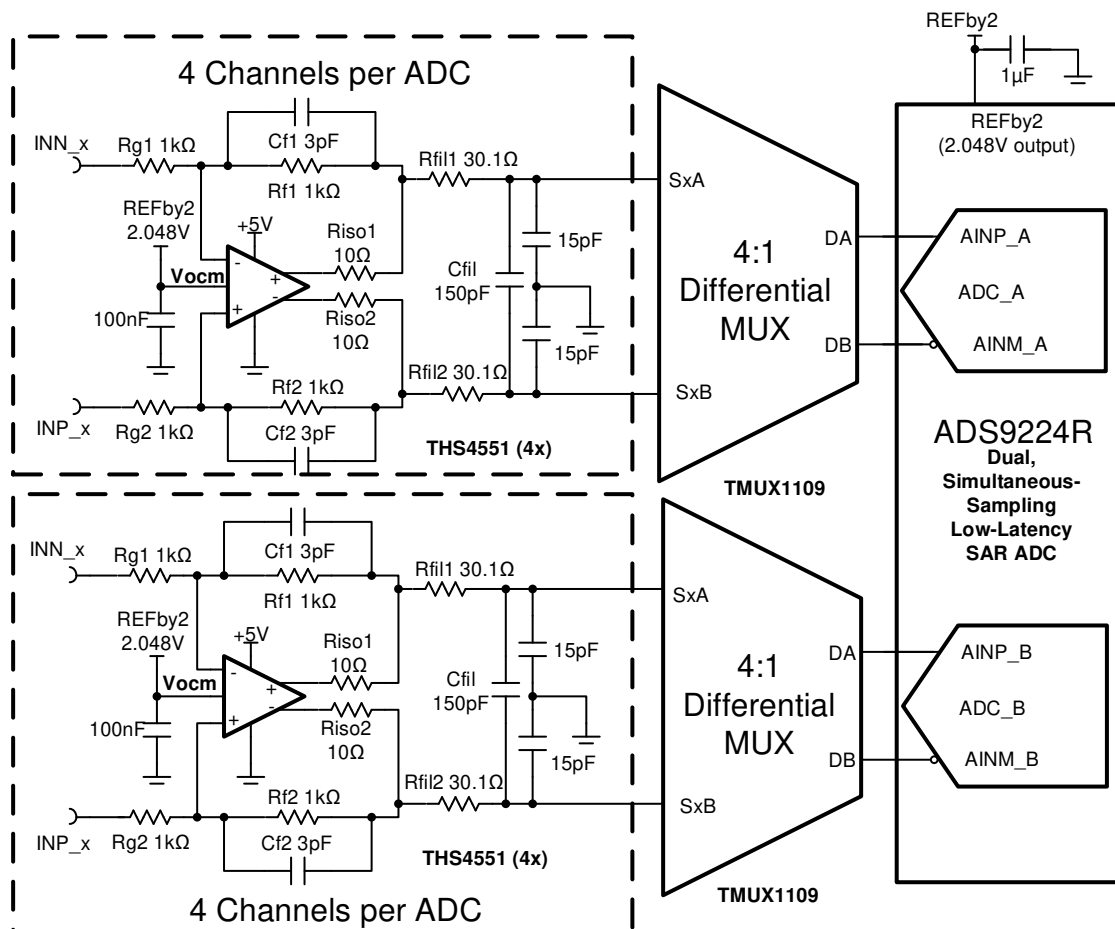 REFby2
1µF
4 Channels per ADC
Cf1 3pF
INN_x
Rg1 1kΩ
Rf1 1kΩ
Rfil1 30.1Ω
REFby2
2.048V
+5V
Vocm
-
+
+
-
Riso1
10Ω
Riso2
10Ω
100nF
15pF
Cfil
150pF
15pF
Rf2 1kΩ
Cf2 3pF
Rfil2 30.1Ω
INP_x
Rg2 1kΩ
THS4551 (4x)
SxA
4:1
Differential
MUX
DA
DB
SxB
TMUX1109
REFby2
(2.048V output)
AINP_A
ADC_A
AINM_A
ADS9224R
Dual,
Simultaneous-
Sampling
Low-Latency
SAR ADC
INN_x
Rg1 1kΩ
Cf1 3pF
Rf1 1kΩ
Rfil1 30.1Ω
REFby2
2.048V
+5V
Vocm
-
+
+
-
Riso1
10Ω
Riso2
10Ω
100nF
15pF
Cfil
150pF
15pF
Rf2 1kΩ
Cf2 3pF
Rfil2 30.1Ω
INP_x
Rg2 1kΩ
THS4551 (4x)
4 Channels per ADC
SxA
4:1
Differential
MUX
DA
DB
SxB
TMUX1109
AINP_B
ADC_B
AINM_B